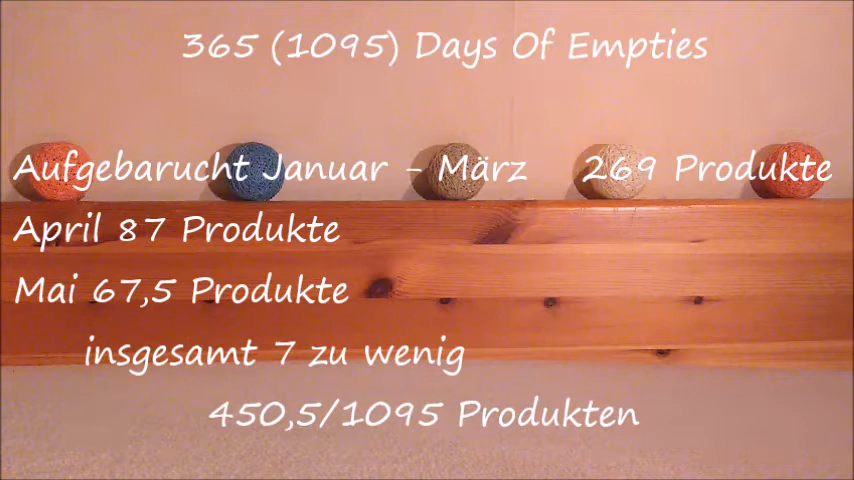 365 (1095) Days Of Empties
Aufgebarucht Januar - März 269 Produkte
April 87 Produkte
Mai 67,5 Produkte
insgesamt 7 zu wenig
450,5/1095 Produkten